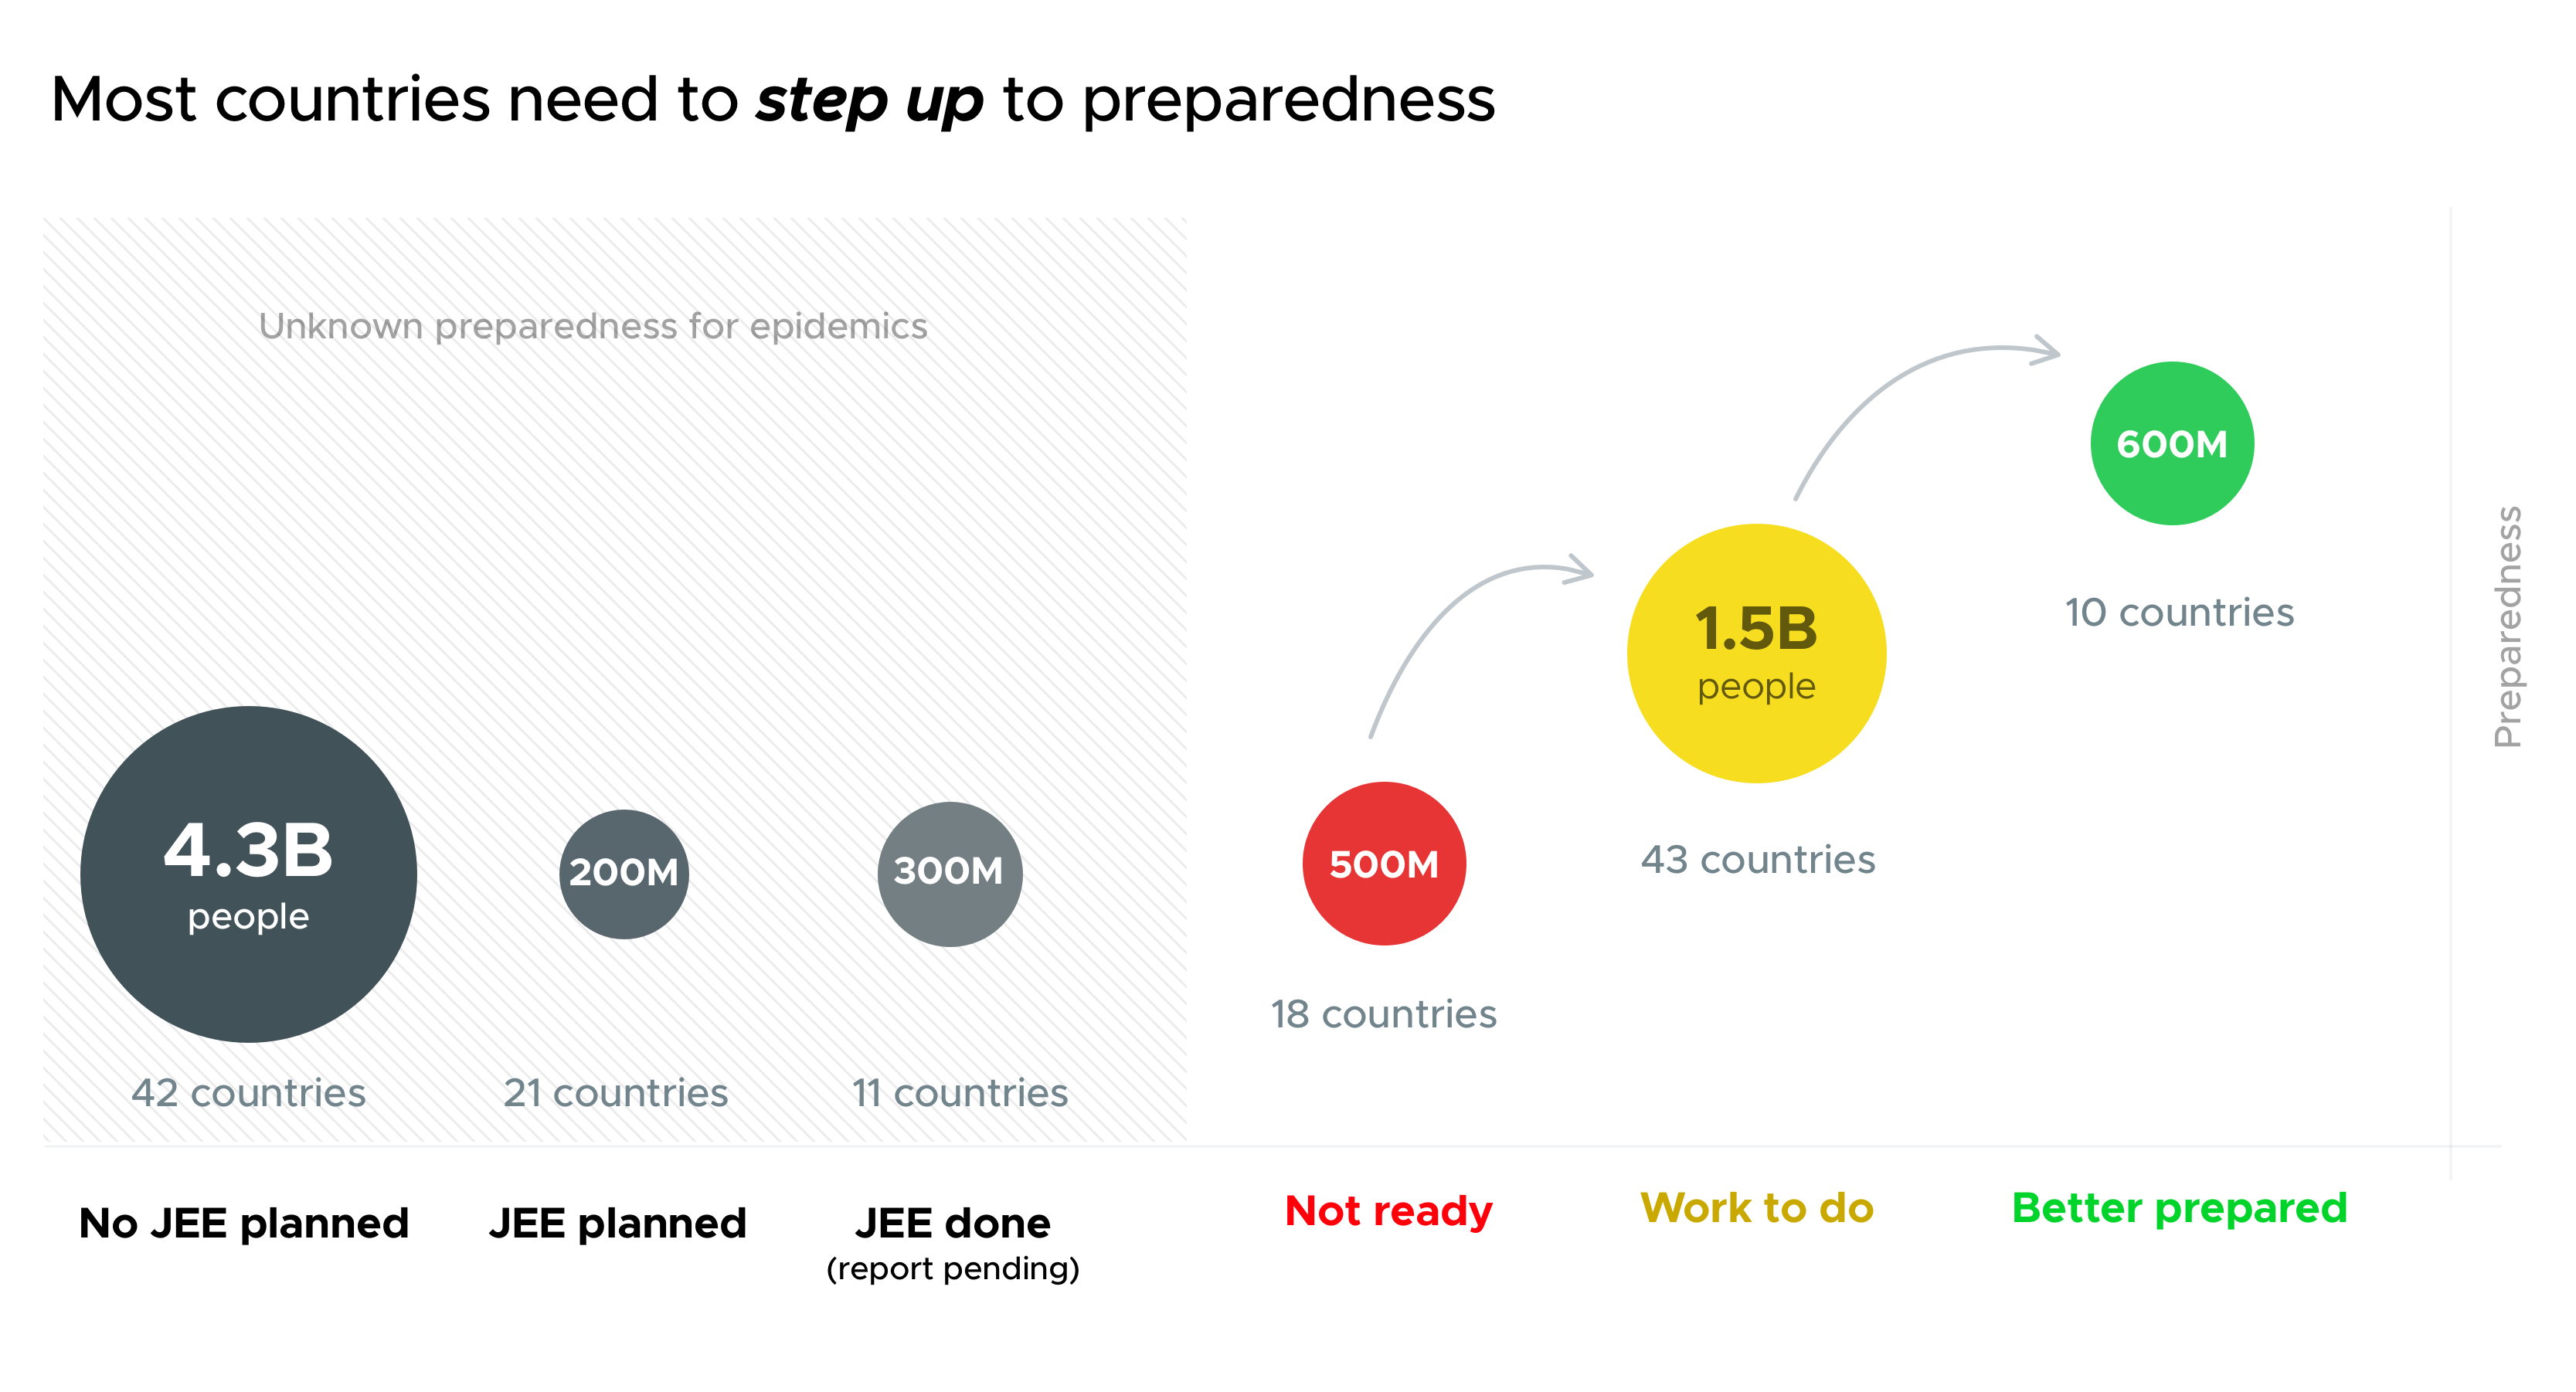 Most countries need to step up to preparedness
Unknown preparedness for epidemics
4.3B
people
42 countries
200M
21 countries
300M
11 countries
500M
18 countries
1.5B
people
43 countries
600M
10 countries
Preparedness
No JEE planned
JEE planned
JEE done
(report pending)
Not ready
Work to do
Better prepared